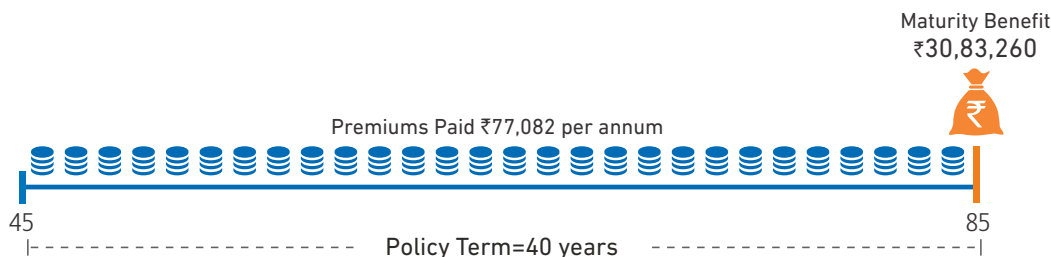 Maturity Benefit
₹30,83,260
₹
Premiums Paid ₹77,082 per annum
45
85
Policy Term=40 years